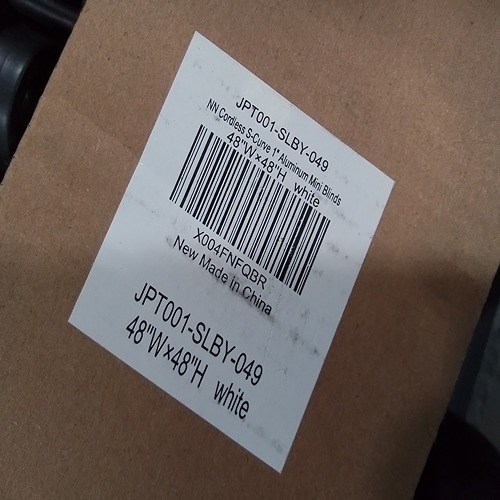 JPT001-SLBY-049
NN Cordless S-Curve 1" Aluminum Mini Blinds
48"W×48"H white
X004FNFQBR
New Made in China
JPT001-SLBY-049
48"W×48"H white